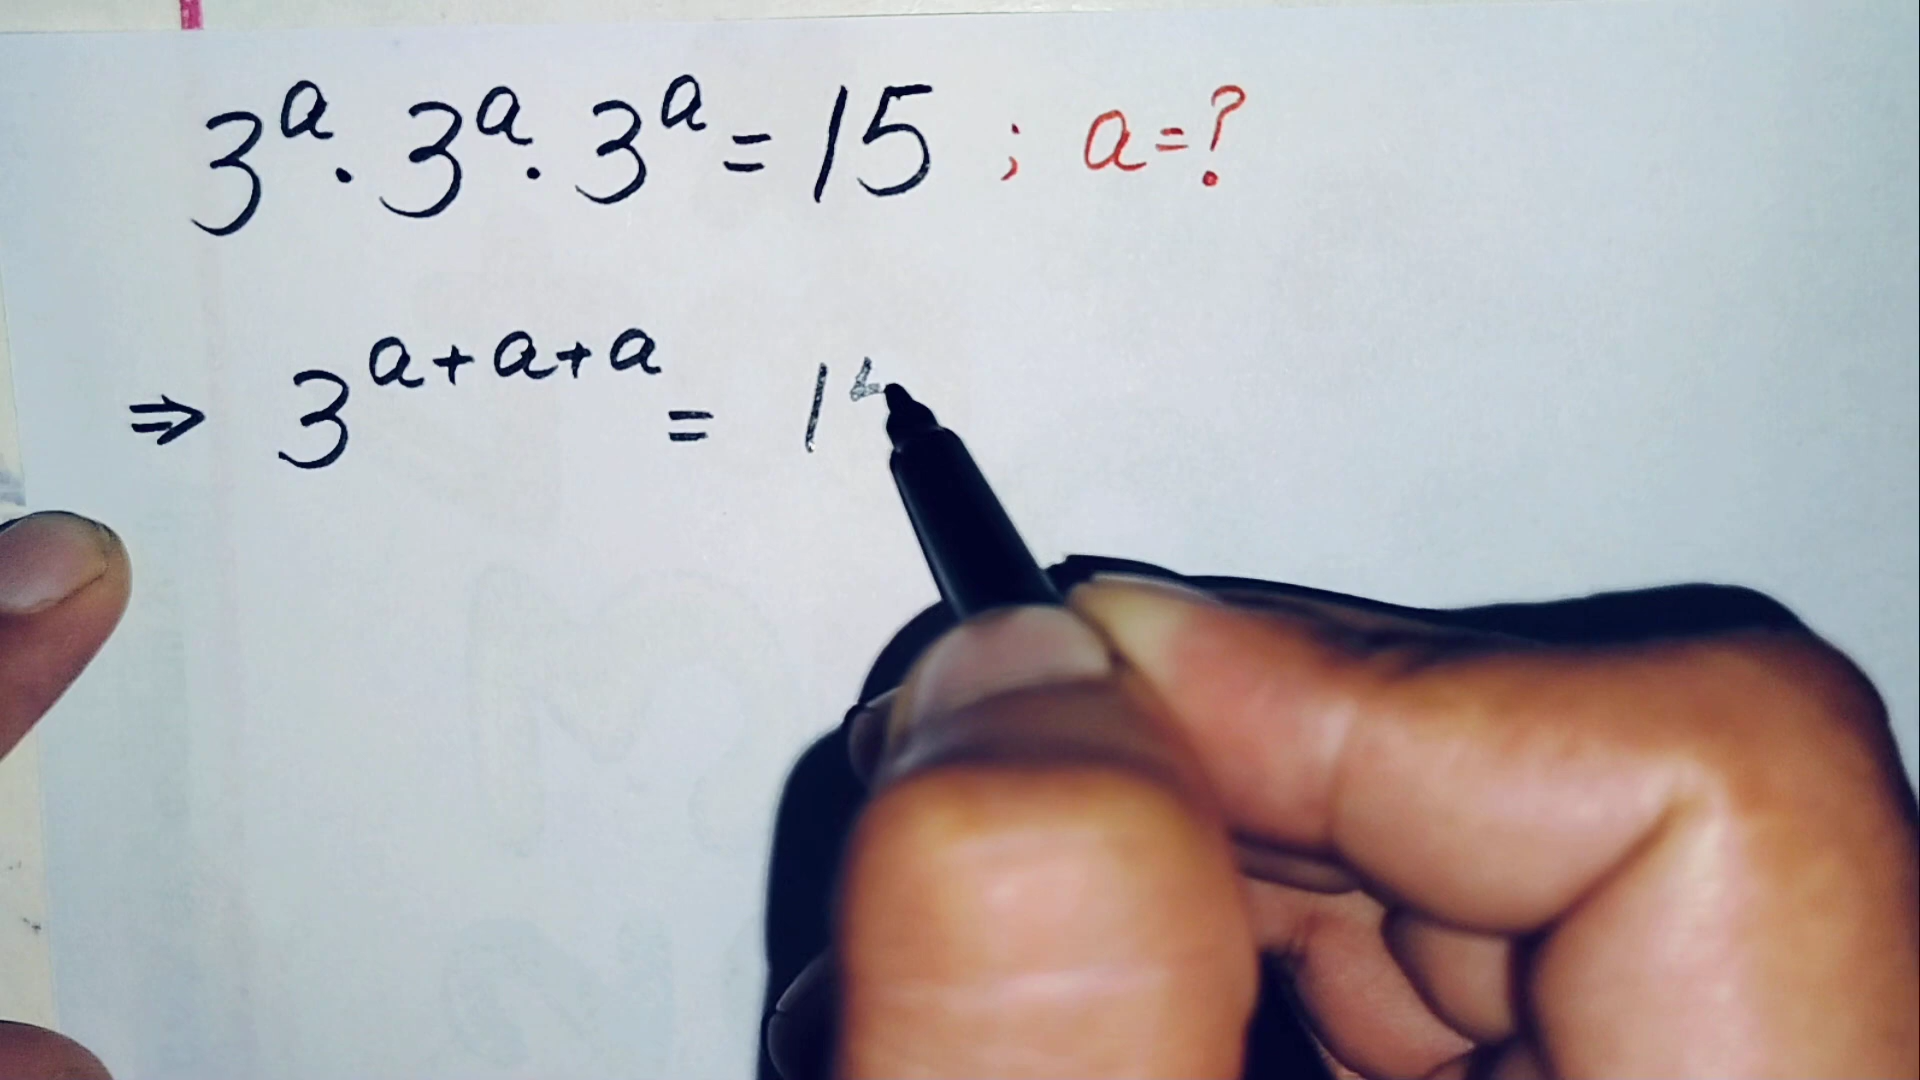 3^a · 3^a · 3^a = 15 ; a = ?
⇒ 3^{a+a+a} = 1